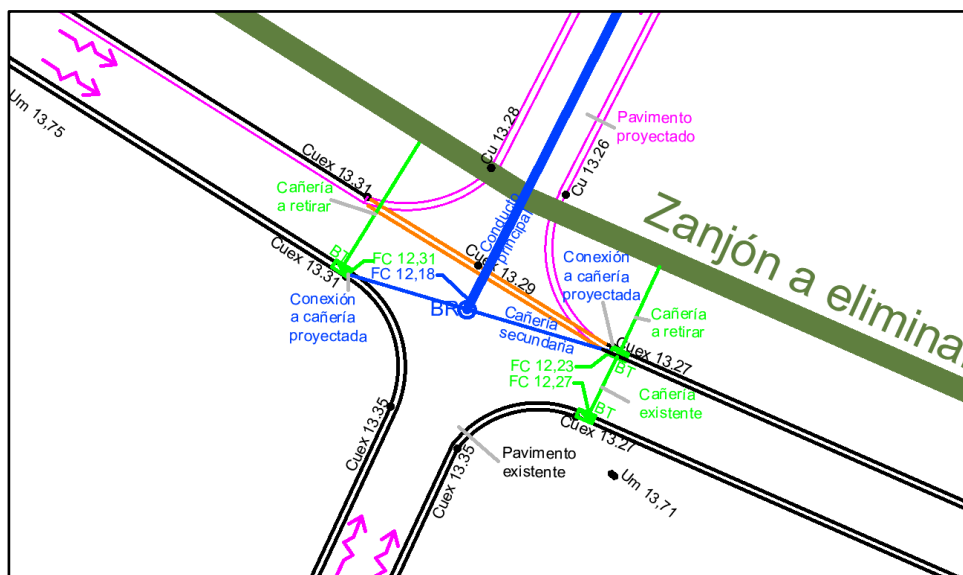 Um 13,75
Cuex 13.31
Cañería
a retirar
Cu 13.28
Cu 13.26
Pavimento
proyectado
Zanjón a elimina
Cuex 13.31
BT
FC 12,31
FC 12,18
Conexión
a cañería
proyectada
BR
Conducto
principal
Cuex 13.29
Conexión
a cañería
proyectada
Cañería
secundaria
Cañería
a retirar
Cuex 13.27
BT
FC 12,23
FC 12,27
BT
Cañería
existente
Cuex 13.27
Cuex 13.35
Cuex 13.35
Pavimento
existente
Um 13,71